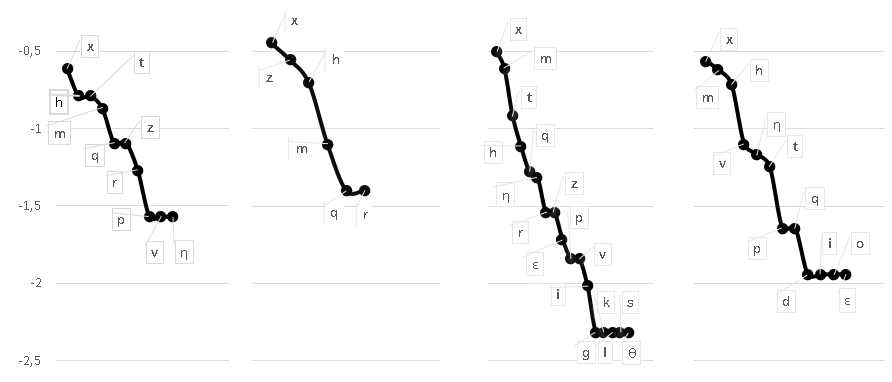 x
x
x
x
-0,5
t
h
m
h
z
m
h
t
m
-1
z
q
η
m
q
m
h
t
v
r
z
η
q
-1,5
p
q
r
r
p
v
η
ε
v
p
i
o
-2
i
k
s
d
ε
g
l
θ
-2,5